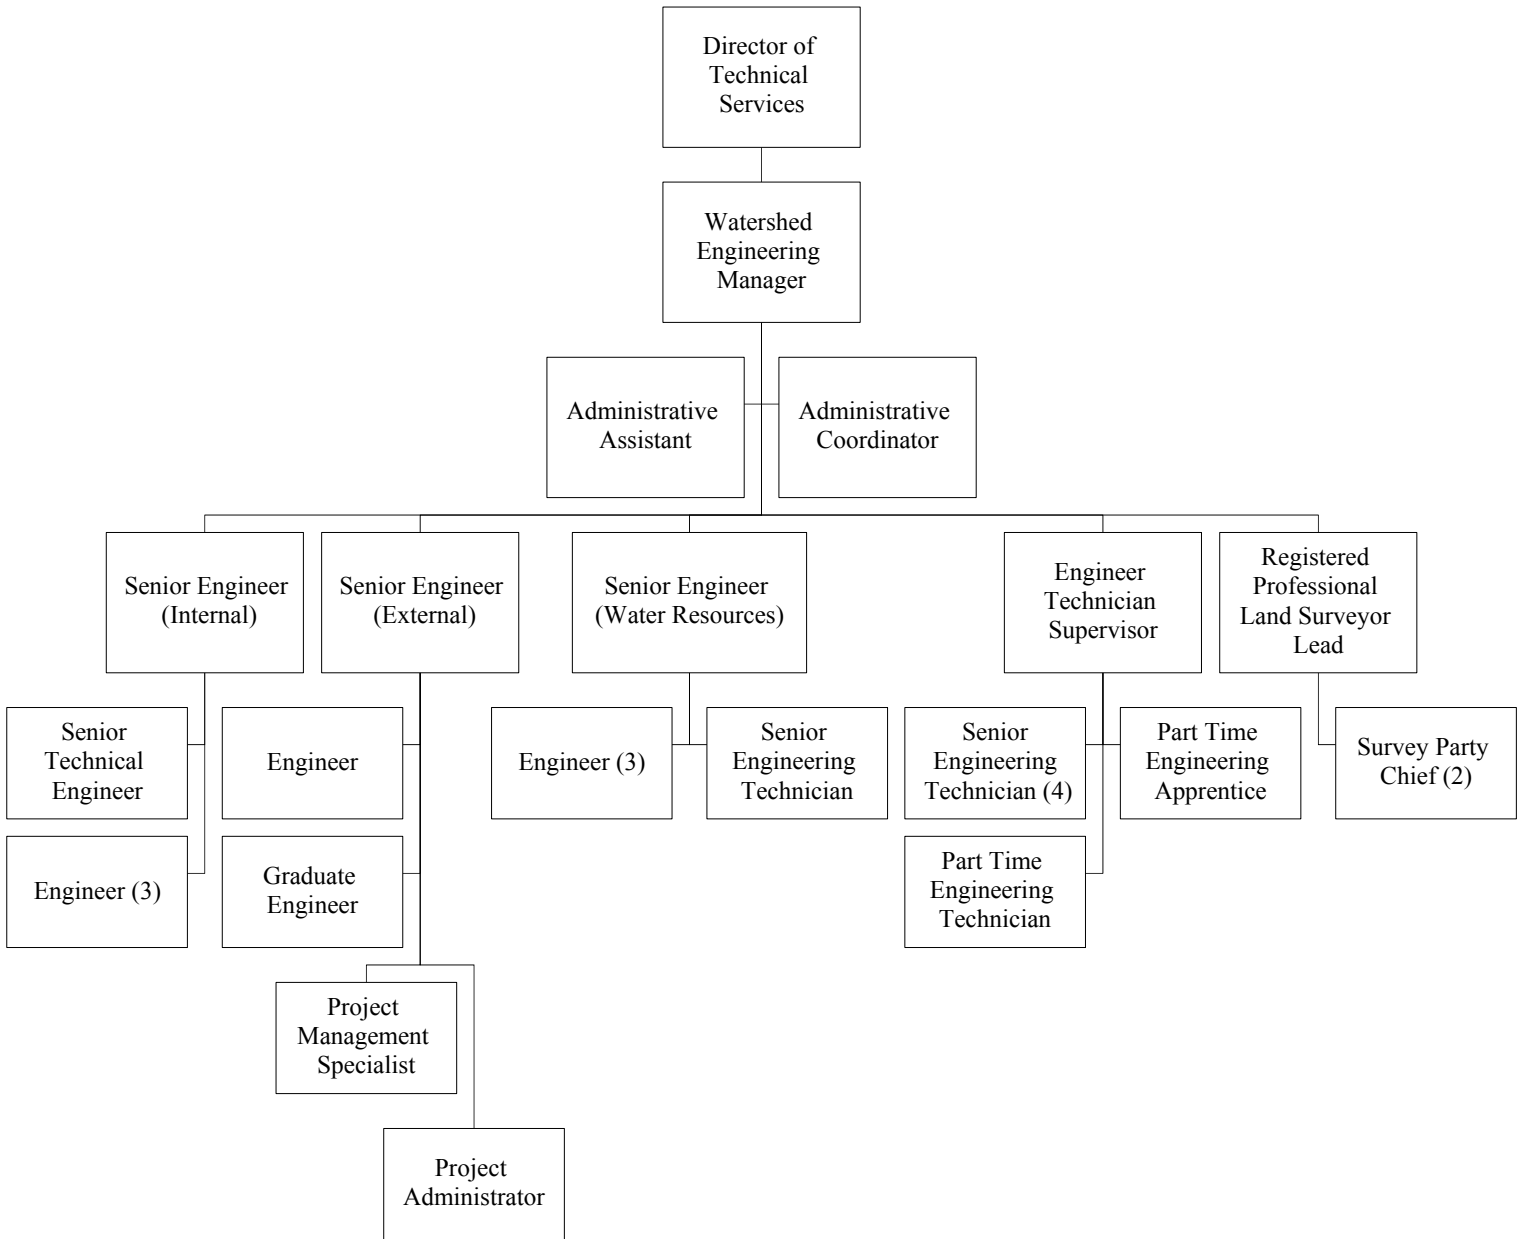 Director of
Technical
Services
Watershed
Engineering
Manager
Administrative
Assistant
Administrative
Coordinator
Senior Engineer
(Internal)
Senior Engineer
(External)
Senior Engineer
(Water Resources)
Engineer
Technician
Supervisor
Registered
Professional
Land Surveyor
Lead
Senior
Technical
Engineer
Engineer
Engineer (3)
Senior
Engineering
Technician
Senior
Engineering
Technician (4)
Part Time
Engineering
Apprentice
Survey Party
Chief (2)
Engineer (3)
Graduate
Engineer
Part Time
Engineering
Technician
Project
Management
Specialist
Project
Administrator